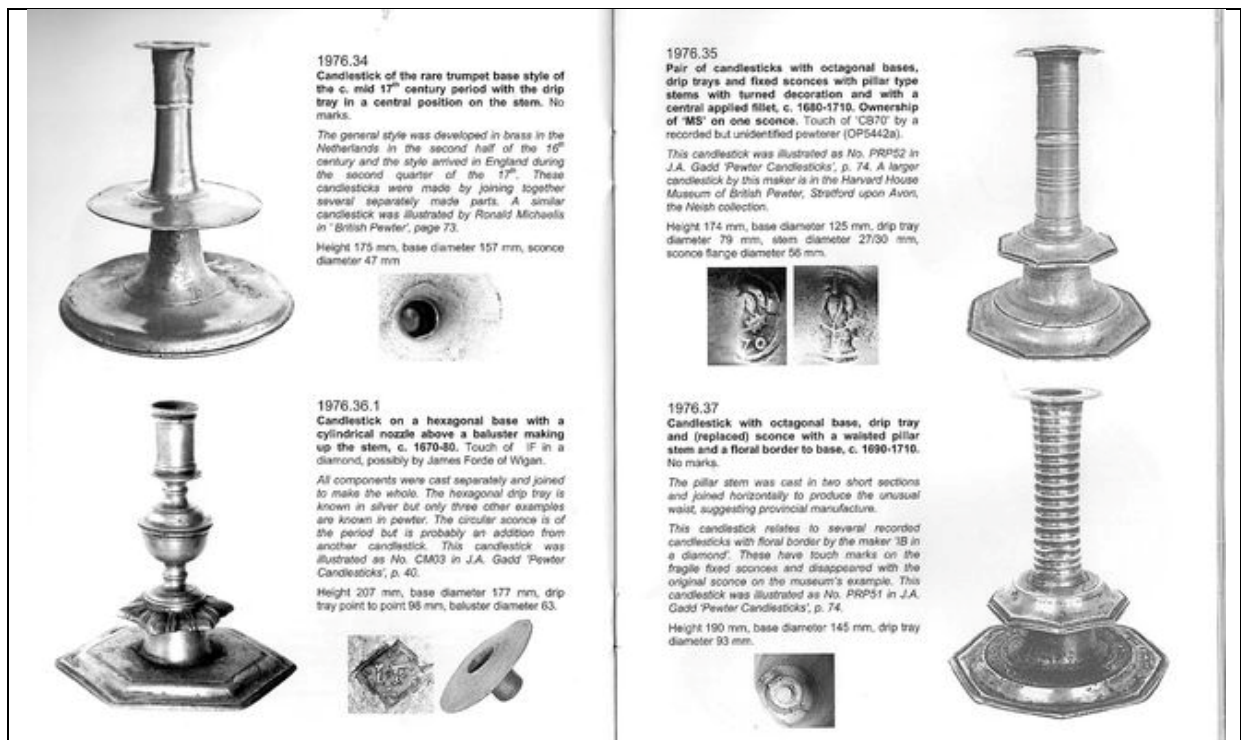 1976.34
Candlestick of the rare trumpet base style of
the c. mid 17th century period with the drip
tray in a central position on the stem. No
marks.
The general style was developed in brass in the
Netherlands in the second half of the 16th
century and the style arrived in England during
the second quarter of the 17th. These
candlesticks were made by joining together
several separately made parts. A similar
candlestick was illustrated by Ronald Michaelis
in 'British Pewter', page 73.
Height 175 mm, base diameter 157 mm, sconce
diameter 47 mm
1976.36.1
Candlestick on a hexagonal base with a
cylindrical nozzle above a baluster making
up the stem, c. 1670-80. Touch of IF in a
diamond, possibly by James Forde of Wigan.
All components were cast separately and joined
to make the whole. The hexagonal drip tray is
known in silver but only three other examples
are known in pewter. The circular sconce is of
the period but is probably an addition from
another candlestick. This candlestick was
illustrated as No. CM03 in J.A. Gadd 'Pewter
Candlesticks', p. 40.
Height 207 mm, base diameter 177 mm, drip
tray point to point 98 mm, baluster diameter 63.
1976.35
Pair of candlesticks with octagonal bases,
drip trays and fixed sconces with pillar type
stems with turned decoration and with a
central applied fillet, c. 1680-1710. Ownership
of 'MS' on one sconce. Touch of 'CB70' by a
recorded but unidentified pewterer (OP5442a).
This candlestick was illustrated as No. PRP52 in
J.A. Gadd 'Pewter Candlesticks', p. 74. A larger
candlestick by this maker is in the Harvard House
Museum of British Pewter, Stratford upon Avon,
the Neish collection.
Height 174 mm, base diameter 125 mm, drip tray
diameter 79 mm, stem diameter 27/30 mm,
sconce flange diameter 56 mm.
70
1976.37
Candlestick with octagonal base, drip tray
and (replaced) sconce with a waisted pillar
stem and a floral border to base, c. 1690-1710.
No marks.
The pillar stem was cast in two short sections
and joined horizontally to produce the unusual
waist, suggesting provincial manufacture.
This candlestick relates to several recorded
candlesticks with floral border by the maker 'IB in
a diamond'. These have touch marks on the
fragile fixed sconces and disappeared with the
original sconce on the museum's example. This
candlestick was illustrated as No. PRP51 in J.A.
Gadd 'Pewter Candlesticks', p. 74.
Height 190 mm, base diameter 145 mm, drip tray
diameter 93 mm.